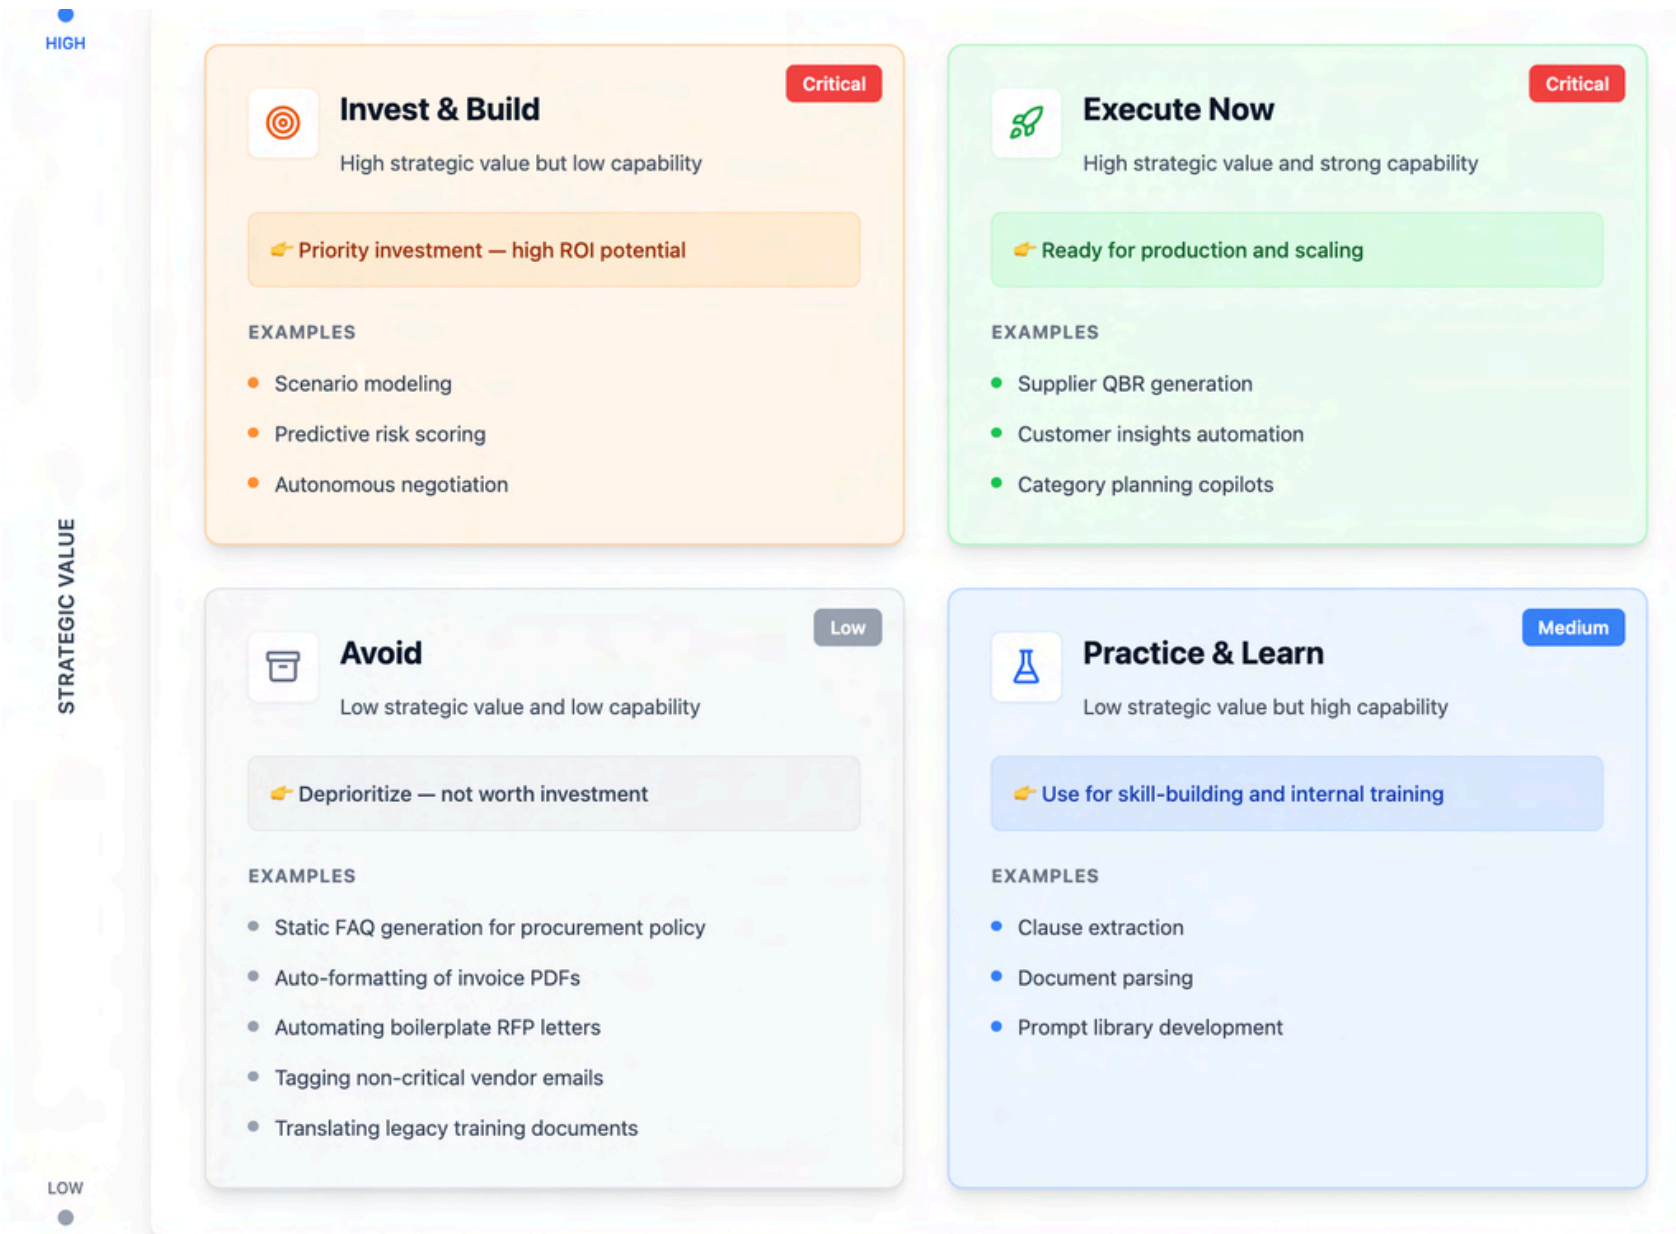 HIGH
STRATEGIC VALUE
LOW
Critical
Invest & Build
High strategic value but low capability
👉 Priority investment — high ROI potential
EXAMPLES
Scenario modeling
Predictive risk scoring
Autonomous negotiation
Critical
Execute Now
High strategic value and strong capability
👉 Ready for production and scaling
EXAMPLES
Supplier QBR generation
Customer insights automation
Category planning copilots
Low
Avoid
Low strategic value and low capability
👉 Deprioritize — not worth investment
EXAMPLES
Static FAQ generation for procurement policy
Auto-formatting of invoice PDFs
Automating boilerplate RFP letters
Tagging non-critical vendor emails
Translating legacy training documents
Medium
Practice & Learn
Low strategic value but high capability
👉 Use for skill-building and internal training
EXAMPLES
Clause extraction
Document parsing
Prompt library development